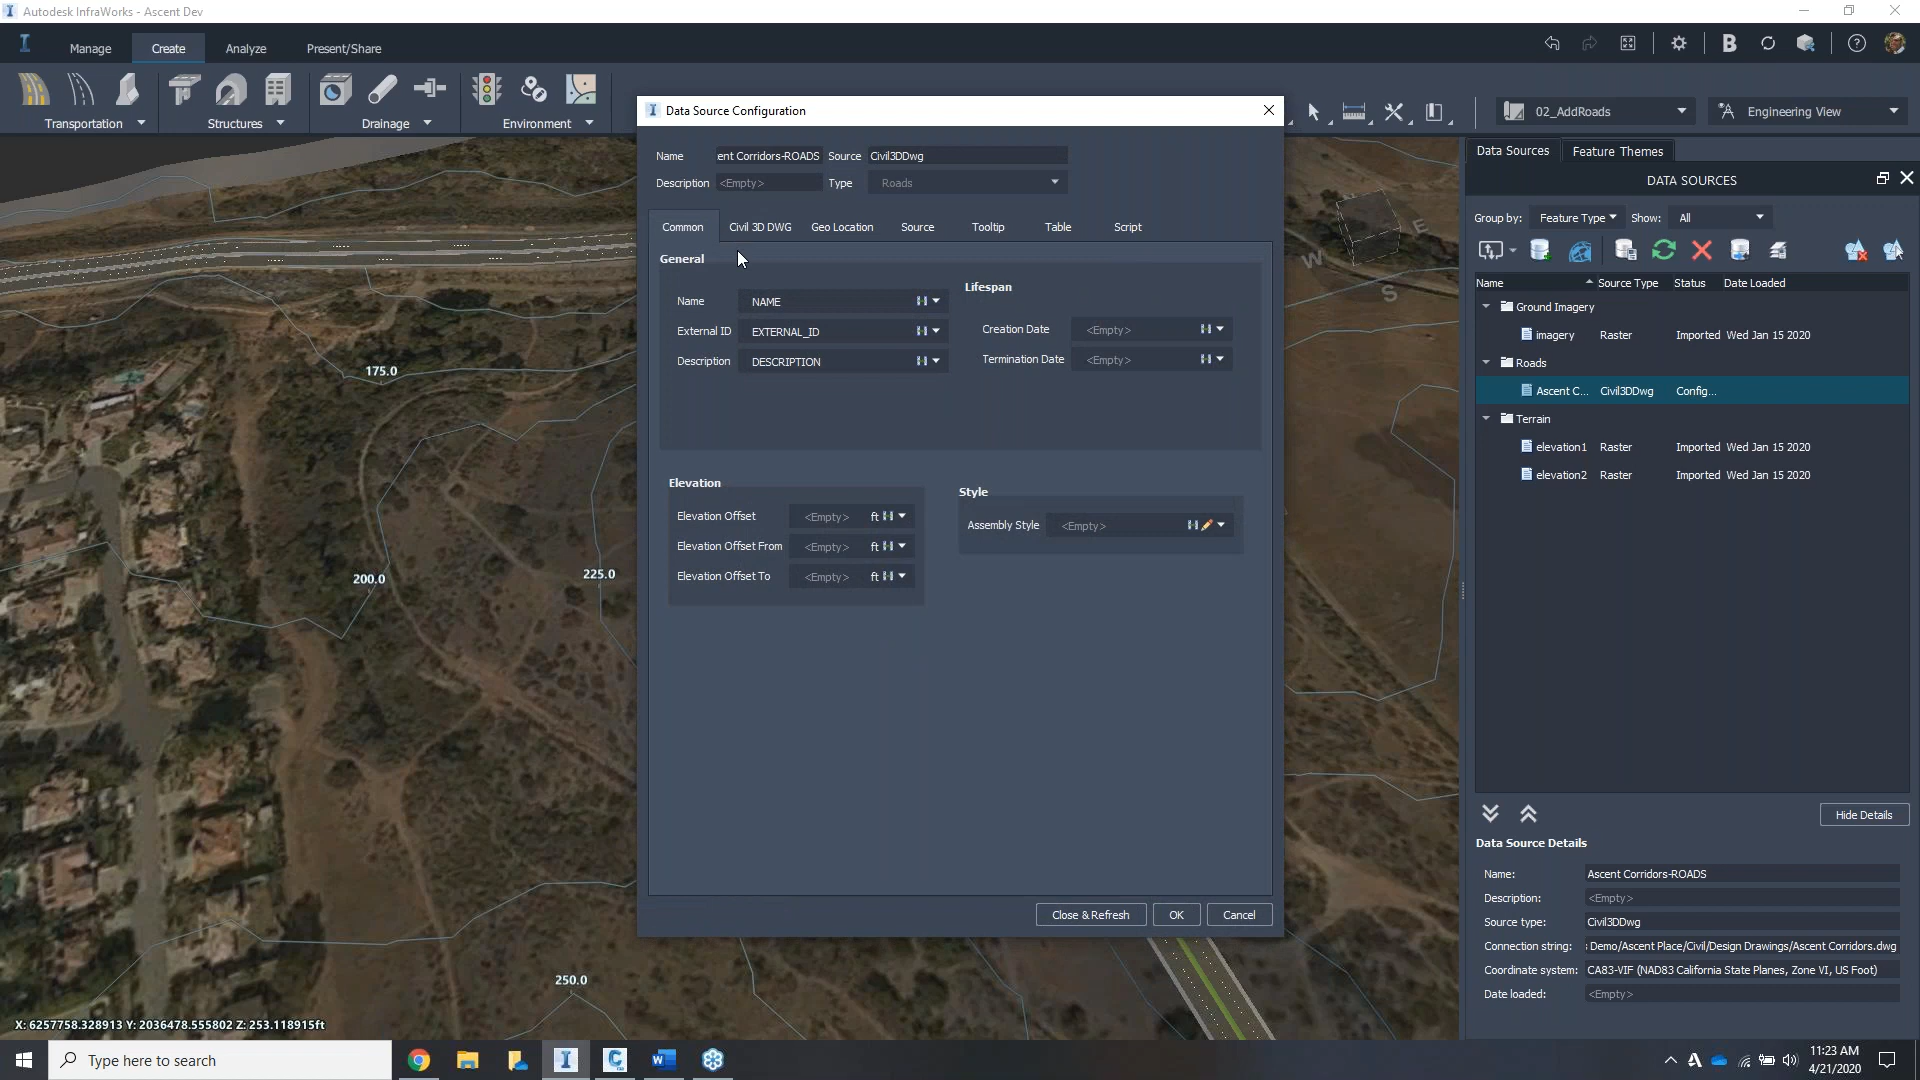 Autodesk InfraWorks - Ascent Dev
Manage Create Analyze Present/Share
Transportation Structures Drainage Environment
02_AddRoads Engineering View
Data Source Configuration
Name ent Corridors-ROADS Source Civil3DDwg
Description <Empty> Type Roads
Common Civil 3D DWG Geo Location Source Tooltip Table Script
General
Name NAME
External ID EXTERNAL_ID
Description DESCRIPTION
Lifespan
Creation Date <Empty>
Termination Date <Empty>
Elevation
Elevation Offset <Empty> ft
Elevation Offset From <Empty> ft
Elevation Offset To <Empty> ft
Style
Assembly Style <Empty>
Close & Refresh OK Cancel
Data Sources Feature Themes
DATA SOURCES
Group by: Feature Type Show: All
Name Source Type Status Date Loaded
Ground Imagery
imagery Raster Imported Wed Jan 15 2020
Roads
Ascent C... Civil3DDwg Config...
Terrain
elevation1 Raster Imported Wed Jan 15 2020
elevation2 Raster Imported Wed Jan 15 2020
Hide Details
Data Source Details
Name: Ascent Corridors-ROADS
Description: <Empty>
Source type: Civil3DDwg
Connection string: : Demo/Ascent Place/Civil/Design Drawings/Ascent Corridors.dwg
Coordinate system: CA83-VIF (NAD83 California State Planes, Zone VI, US Foot)
Date loaded: <Empty>
175.0
200.0
225.0
250.0
W
E
S
X: 6257758.328913 Y: 2036478.555802 Z: 253.118915ft
Type here to search
11:23 AM
4/21/2020